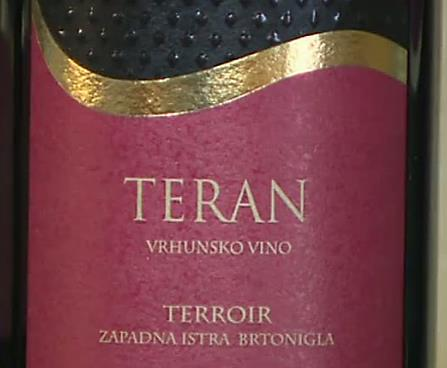 TERAN
VRHUNSKO VINO
TERROIR
ZAPADNA ISTRA BRTONIGLA